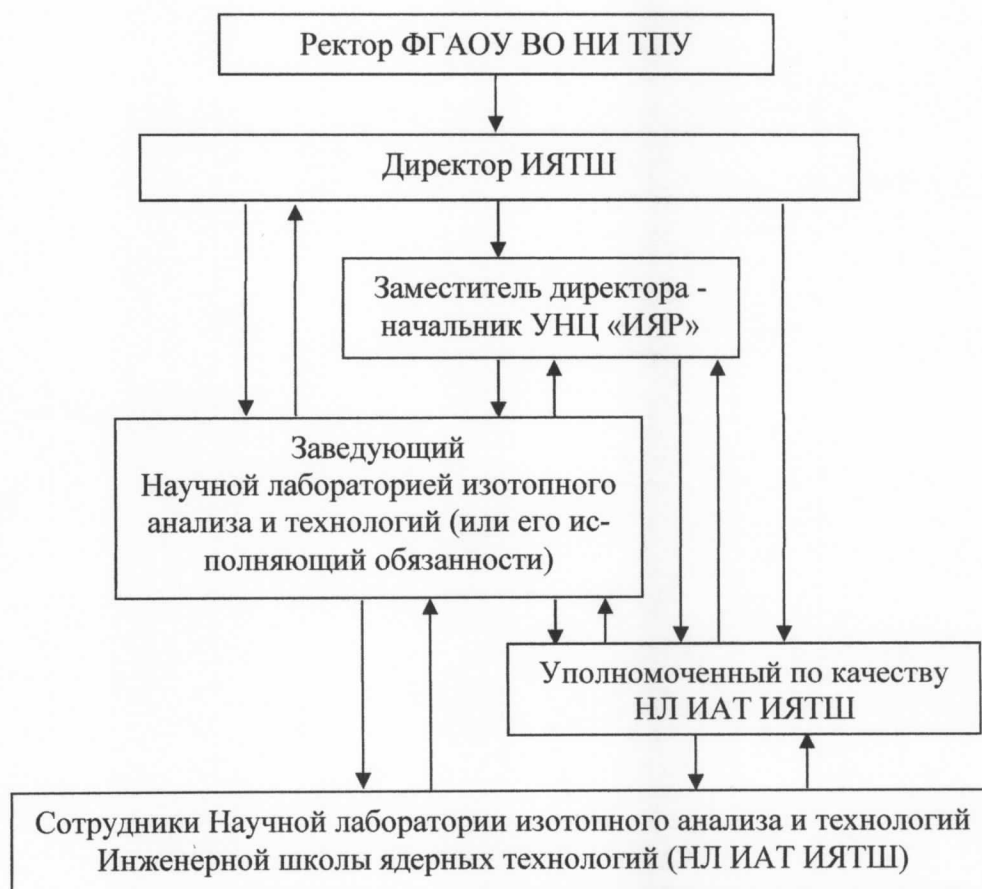 Ректор ФГАОУ ВО НИ ТПУ
Директор ИЯТШ
Заместитель директора -
начальник УНЦ «ИЯР»
Заведующий
Научной лабораторией изотопного
анализа и технологий (или его ис-
полняющий обязанности)
Уполномоченный по качеству
НЛ ИАТ ИЯТШ
Сотрудники Научной лаборатории изотопного анализа и технологий
Инженерной школы ядерных технологий (НЛ ИАТ ИЯТШ)